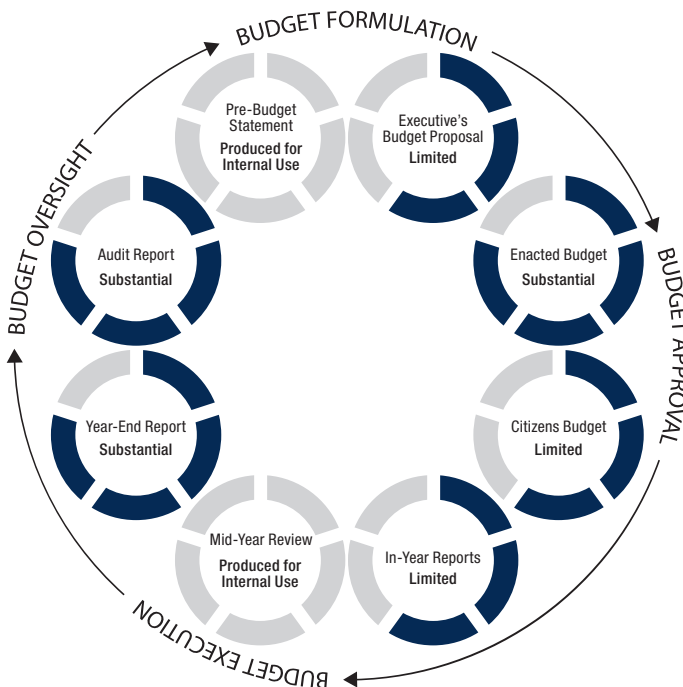 BUDGET FORMULATION
Pre-Budget
Statement
Produced for
Internal Use
Executive’s
Budget Proposal
Limited
BUDGET OVERSIGHT
Audit Report
Substantial
Enacted Budget
Substantial
BUDGET APPROVAL
Year-End Report
Substantial
Citizens Budget
Limited
Mid-Year Review
Produced for
Internal Use
In-Year Reports
Limited
BUDGET EXECUTION